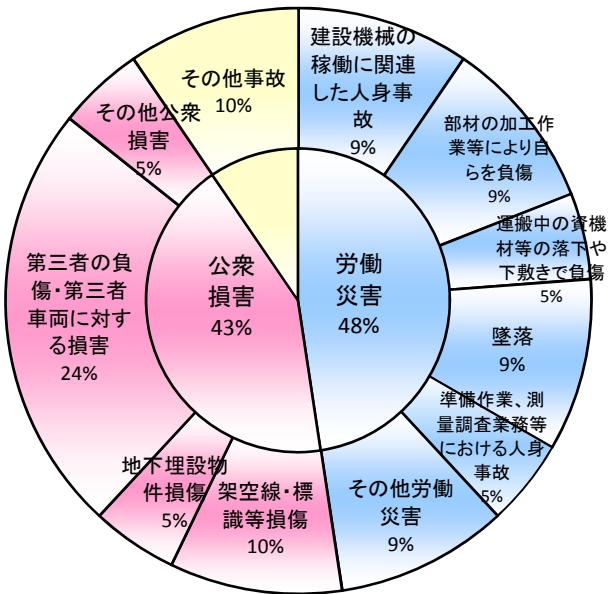 建設機械の
稼働に関連
した人身事
故
9%
部材の加工作
業等により自
らを負傷
9%
運搬中の資機
材等の落下や
下敷きで負傷
5%
墜落
9%
準備作業、測
量調査業務等
における人身
事故
5%
その他労働
災害
9%
架空線・標
識等損傷
10%
地下埋設物
件損傷
5%
第三者の負
傷・第三者
車両に対す
る損害
24%
その他公衆
損害
5%
その他事故
10%
労働
災害
48%
公衆
損害
43%